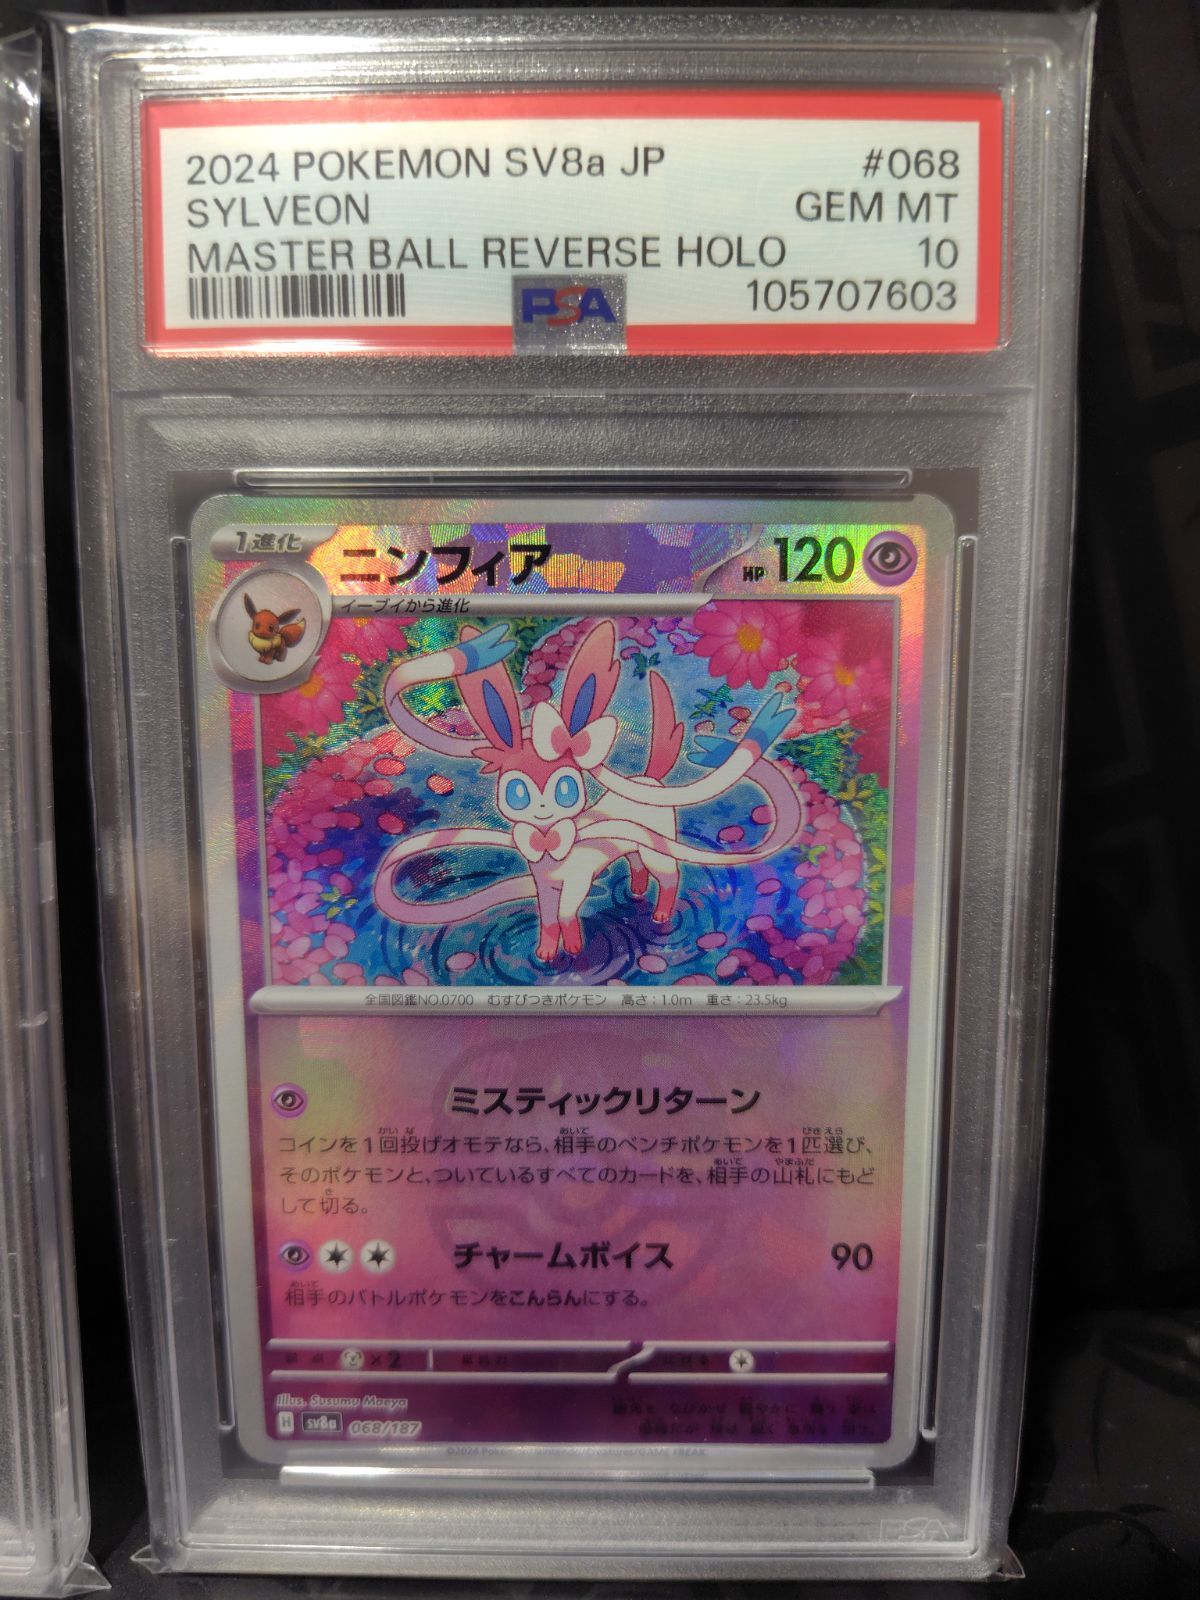 2024 POKEMON SV8a JP #068
SYLVEON GEM MT
MASTER BALL REVERSE HOLO 10
PSA 105707603
1進化 ニンフィア HP 120
イーブイから進化
全国図鑑NO.0700 むすびつきポケモン 高さ:1.0m 重さ:23.5kg
ミスティックリターン
コインを1回投げオモテなら、相手のベンチポケモンを1匹選び、
そのポケモンと、ついているすべてのカードを、相手の山札にもど
して切る。
チャームボイス 90
相手のバトルポケモンをこんらんにする。
×2
Illus. Susumu Maeya
H sv8a 068/187
©2024 Pokémon/Nintendo/Creatures/GAME FREAK
PSA